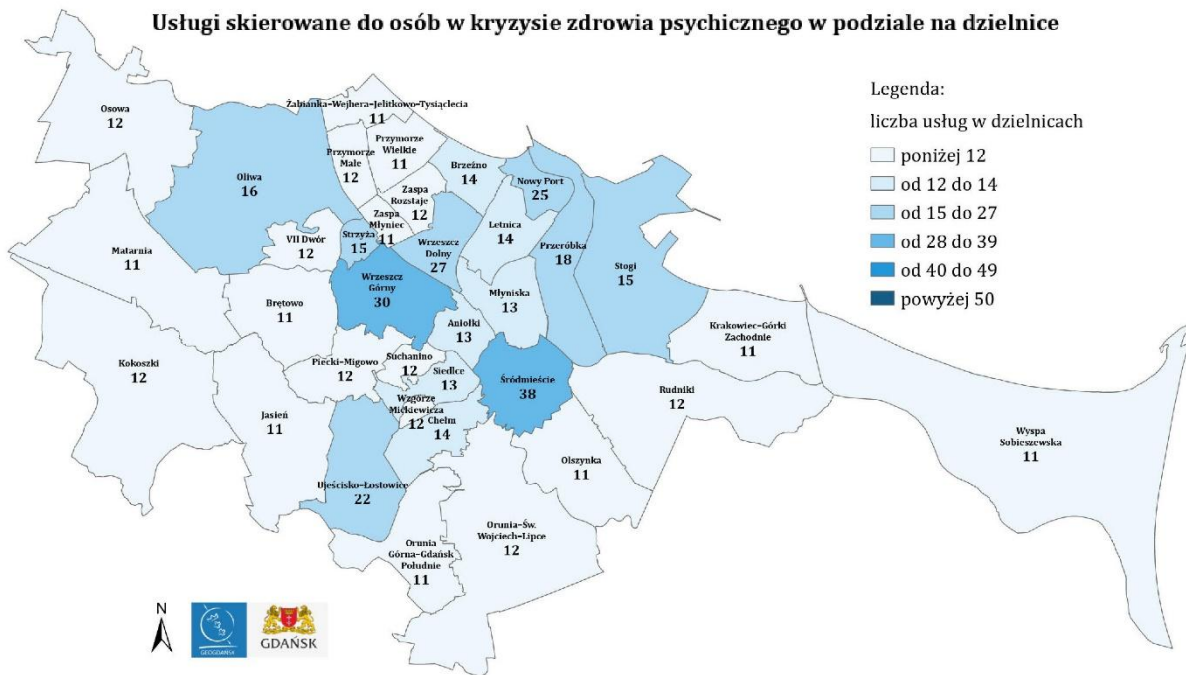 Usługi skierowane do osób w kryzysie zdrowia psychicznego w podziale na dzielnice
Legenda:
liczba usług w dzielnicach
poniżej 12
od 12 do 14
od 15 do 27
od 28 do 39
od 40 do 49
powyżej 50
Osowa
12
Żabianka-Wejhera-Jelitkowo-Tysiąclecia
11
Przymorze
Wielkie
11
Przymorze
Małe
12
Oliwa
16
Brzeźno
14
Nowy Port
25
Zaspa
Rozstaje
12
Zaspa
Młyniec
11
Letnica
14
VII Dwór
12
Strzyża
15
Wrzeszcz
Dolny
27
Przeróbka
18
Stogi
15
Matarnia
11
Wrzeszcz
Górny
30
Młyniska
13
Brętowo
11
Aniołki
13
Krakowiec-Górki
Zachodnie
11
Kokoszki
12
Piecki-Migowo
12
Suchanino
12
Siedlce
13
Śródmieście
38
Rudniki
12
Wzgórze
Mickiewicza
12
Chełm
14
Jasień
11
Wyspa
Sobieszewska
11
Olszynka
11
Ujeścisko-Łostowice
22
Orunia-Św.
Wojciech-Lipce
12
Orunia
Górna-Gdańsk
Południe
11
N
GEOGDAŃSK
GDAŃSK